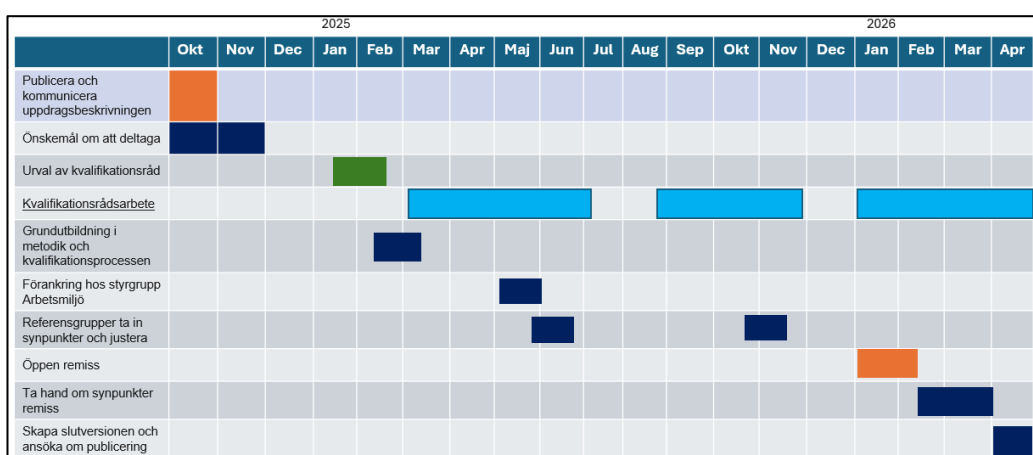 2025 2026
Okt Nov Dec Jan Feb Mar Apr Maj Jun Jul Aug Sep Okt Nov Dec Jan Feb Mar Apr
Publicera och
kommunicera
uppdragsbeskrivningen
Önskemål om att deltaga
Urval av kvalifikationsråd
Kvalifikationsrådsarbete
Grundutbildning i
metodik och
kvalifikationsprocessen
Förankring hos styrgrupp
Arbetsmiljö
Referensgrupper ta in
synpunkter och justera
Öppen remiss
Ta hand om synpunkter
remiss
Skapa slutversionen och
ansöka om publicering